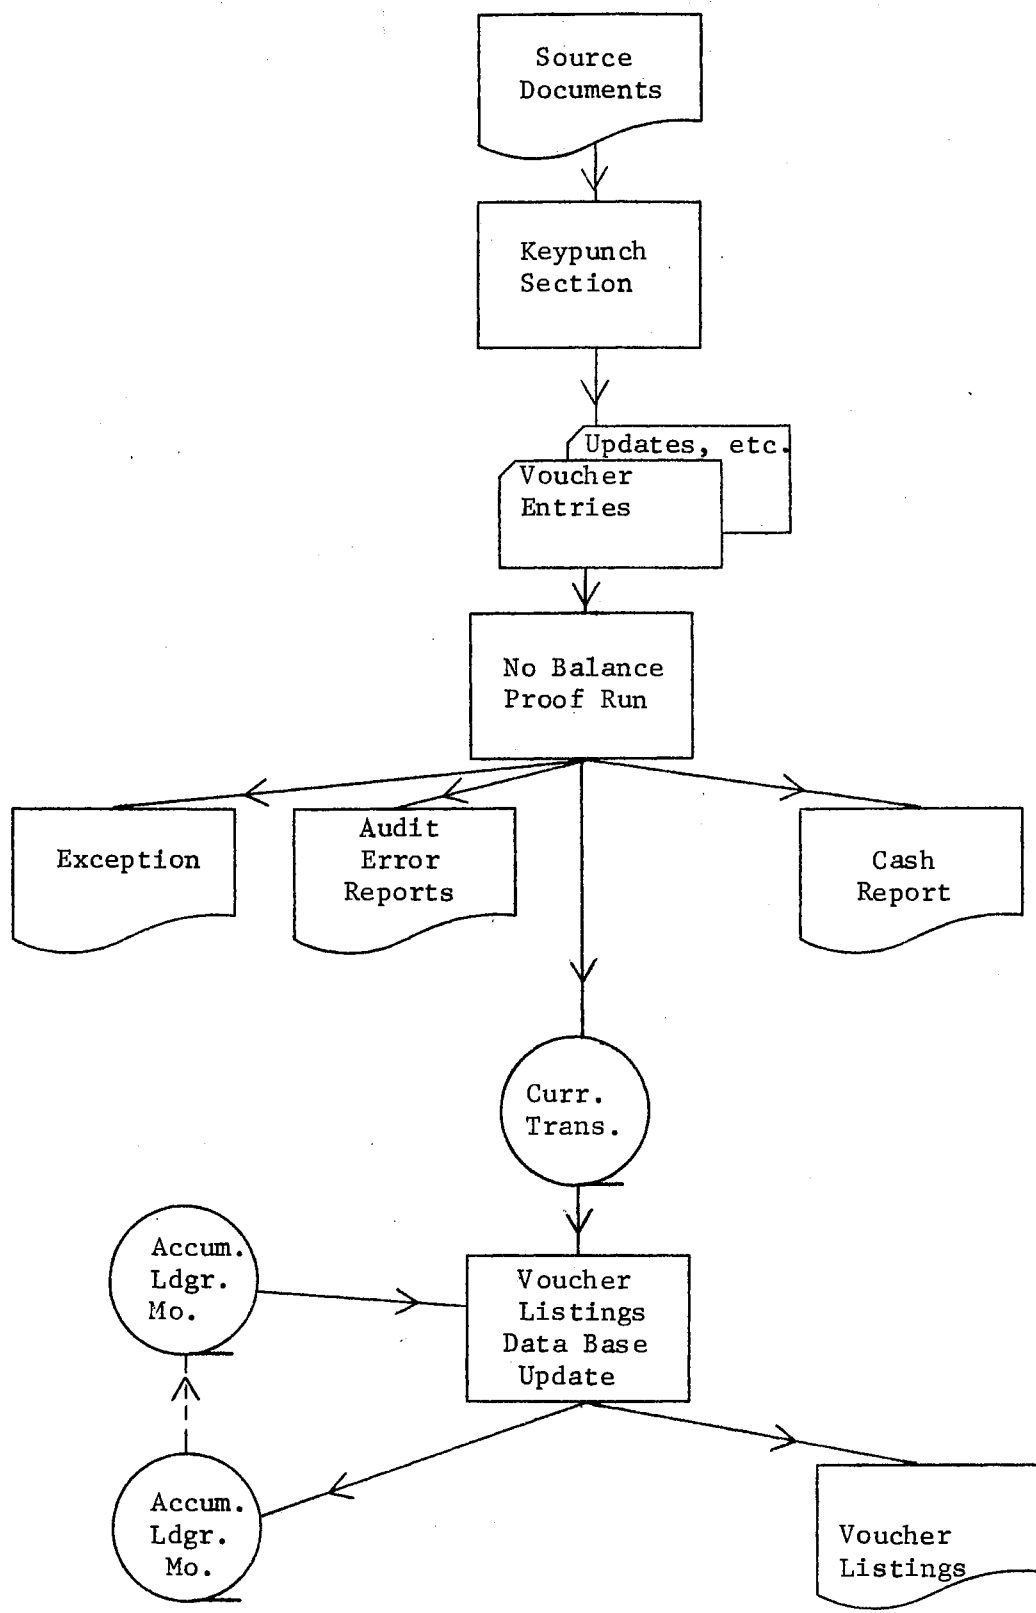 Source
Documents
Keypunch
Section
Updates, etc.
Voucher
Entries
No Balance
Proof Run
Exception
Audit
Error
Reports
Cash
Report
Curr.
Trans.
Accum.
Ldgr.
Mo.
Voucher
Listings
Data Base
Update
Accum.
Ldgr.
Mo.
Voucher
Listings